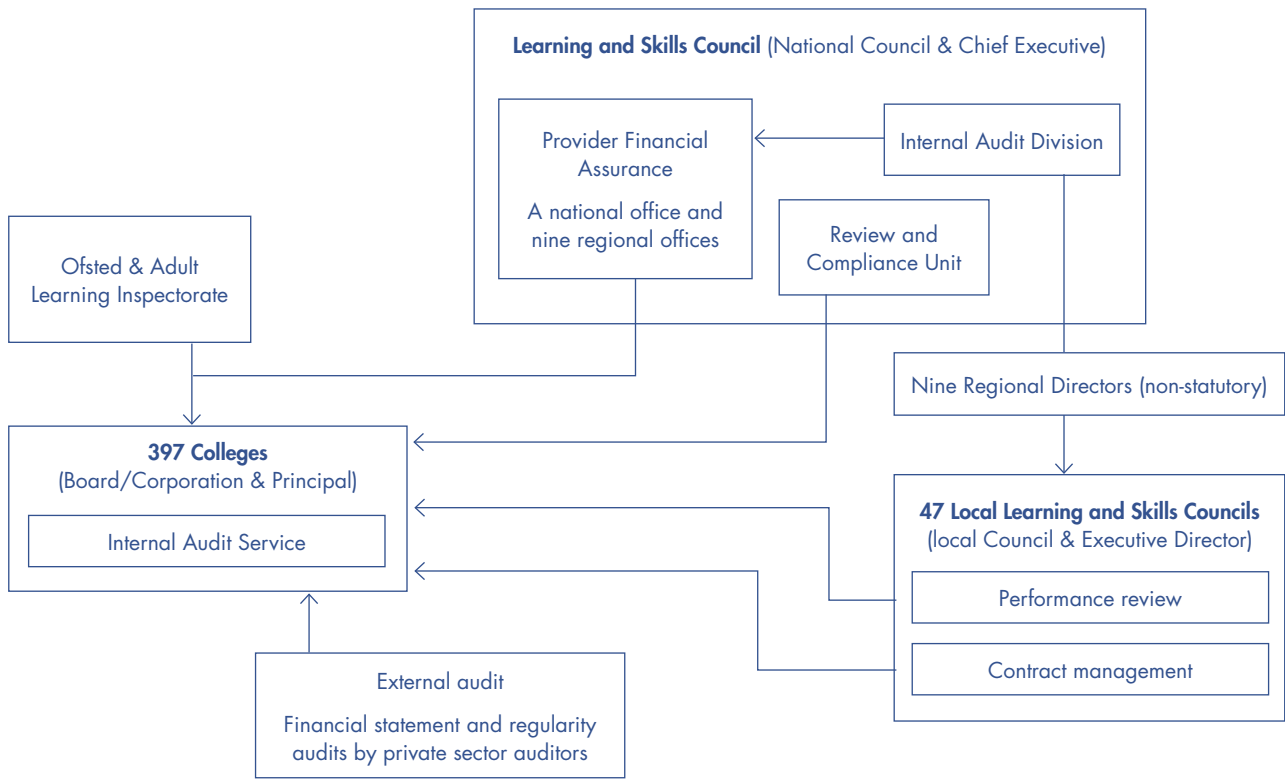 Learning and Skills Council (National Council & Chief Executive)
Provider Financial
Assurance
A national office and
nine regional offices
Internal Audit Division
Review and
Compliance Unit
Ofsted & Adult
Learning Inspectorate
Nine Regional Directors (non-statutory)
397 Colleges
(Board/Corporation & Principal)
Internal Audit Service
47 Local Learning and Skills Councils
(local Council & Executive Director)
Performance review
Contract management
External audit
Financial statement and regularity
audits by private sector auditors